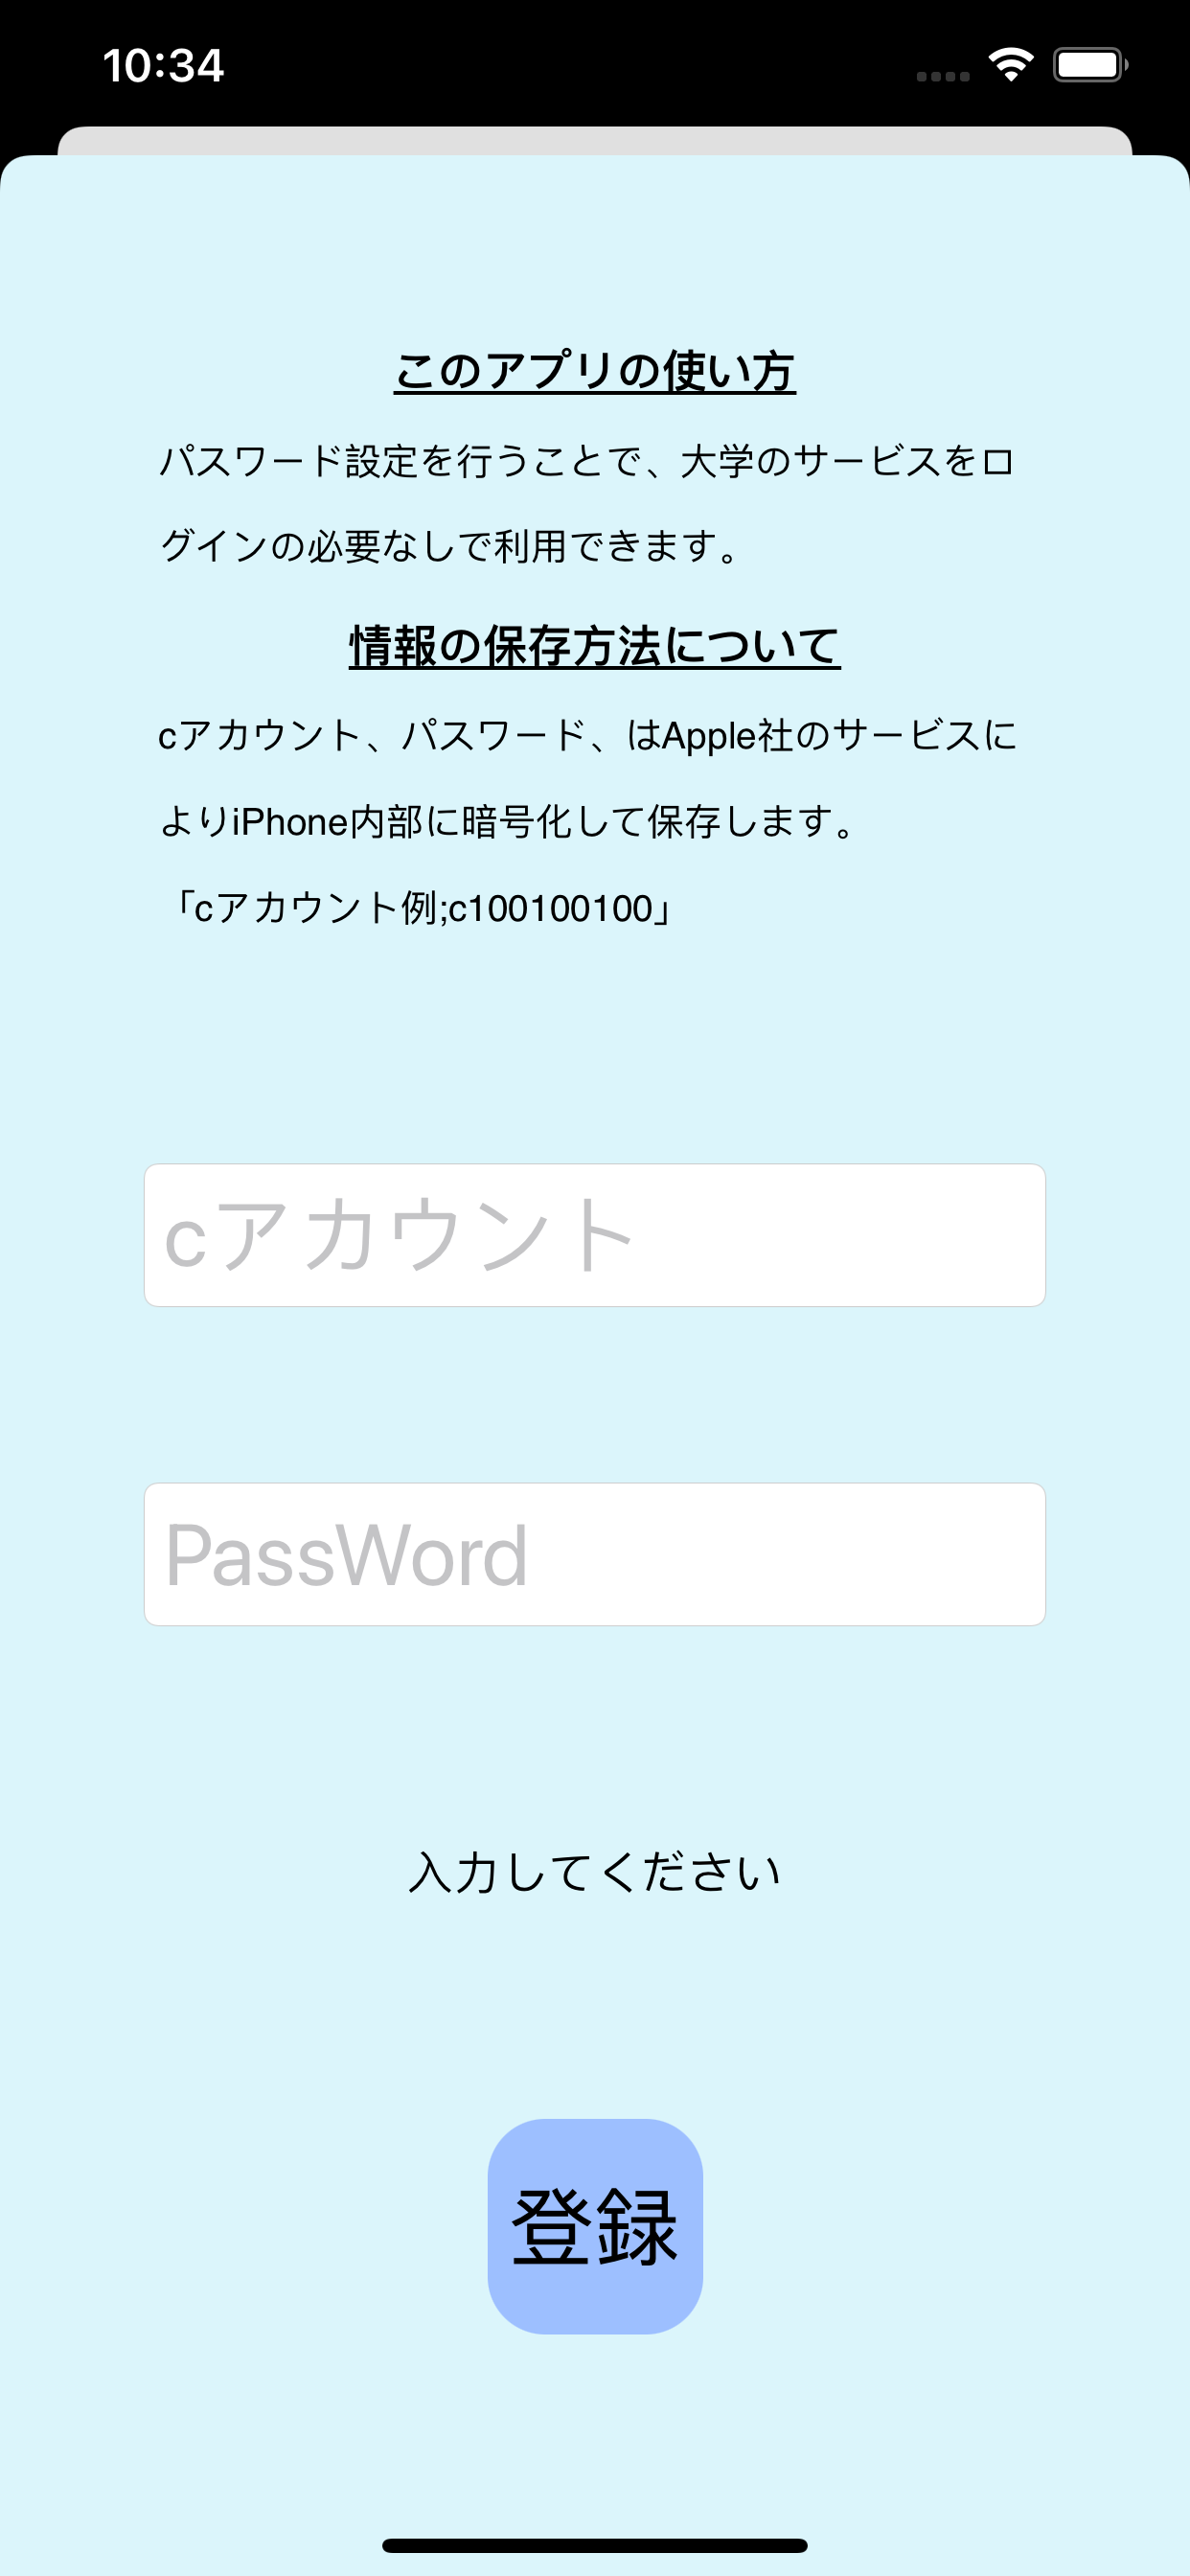 10:34
このアプリの使い方
パスワード設定を行うことで、大学のサービスをロ
グインの必要なしで利用できます。
情報の保存方法について
cアカウント、パスワード、はApple社のサービスに
よりiPhone内部に暗号化して保存します。
「cアカウント例;c100100100」
cアカウント
PassWord
入力してください
登録